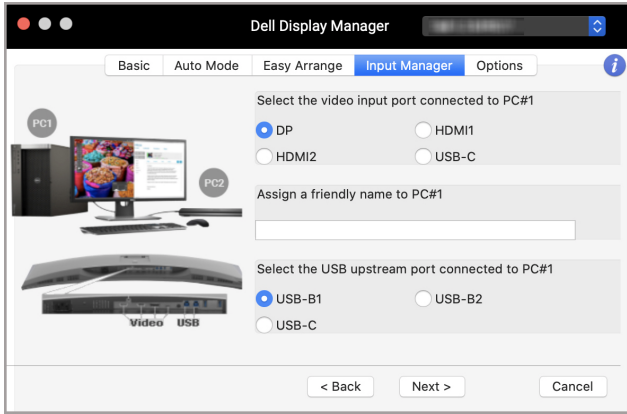 Dell Display Manager
Basic
Auto Mode
Easy Arrange
Input Manager
Options
i
Select the video input port connected to PC#1
DP
HDMI1
HDMI2
USB-C
Assign a friendly name to PC#1
Select the USB upstream port connected to PC#1
USB-B1
USB-B2
USB-C
PC1
PC2
Video
USB
< Back
Next >
Cancel